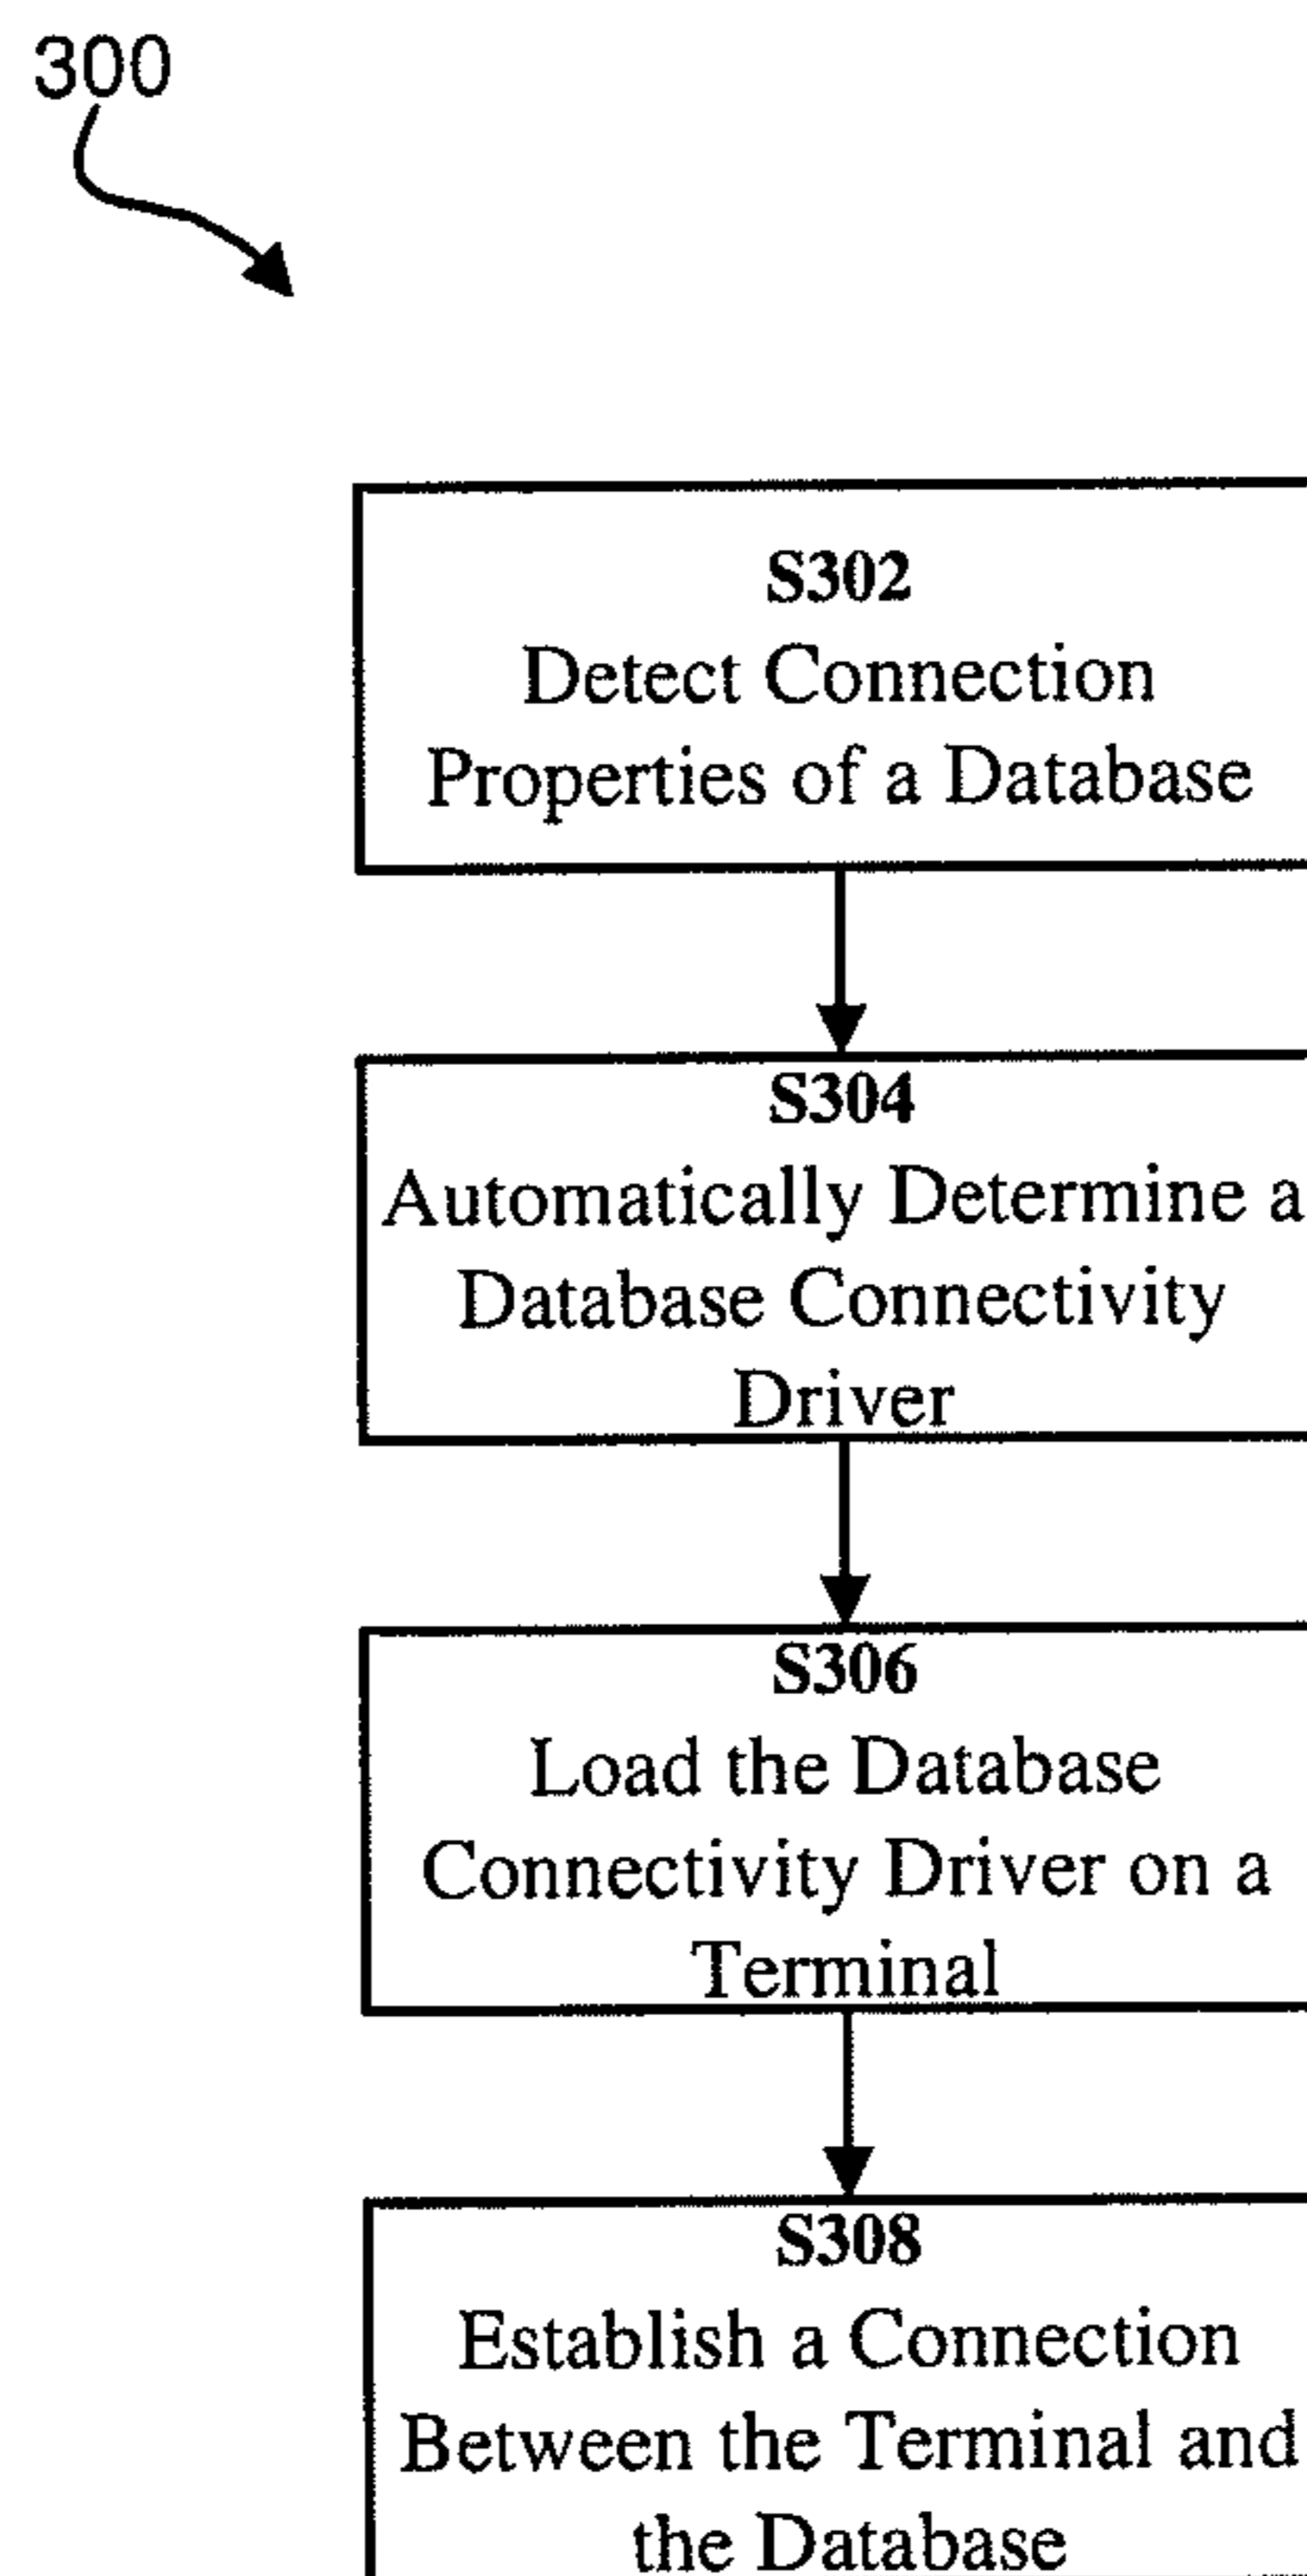 300
S302
Detect Connection
Properties of a Database
S304
Automatically Determine a
Database Connectivity
Driver
S306
Load the Database
Connectivity Driver on a
Terminal
S308
Establish a Connection
Between the Terminal and
the Database